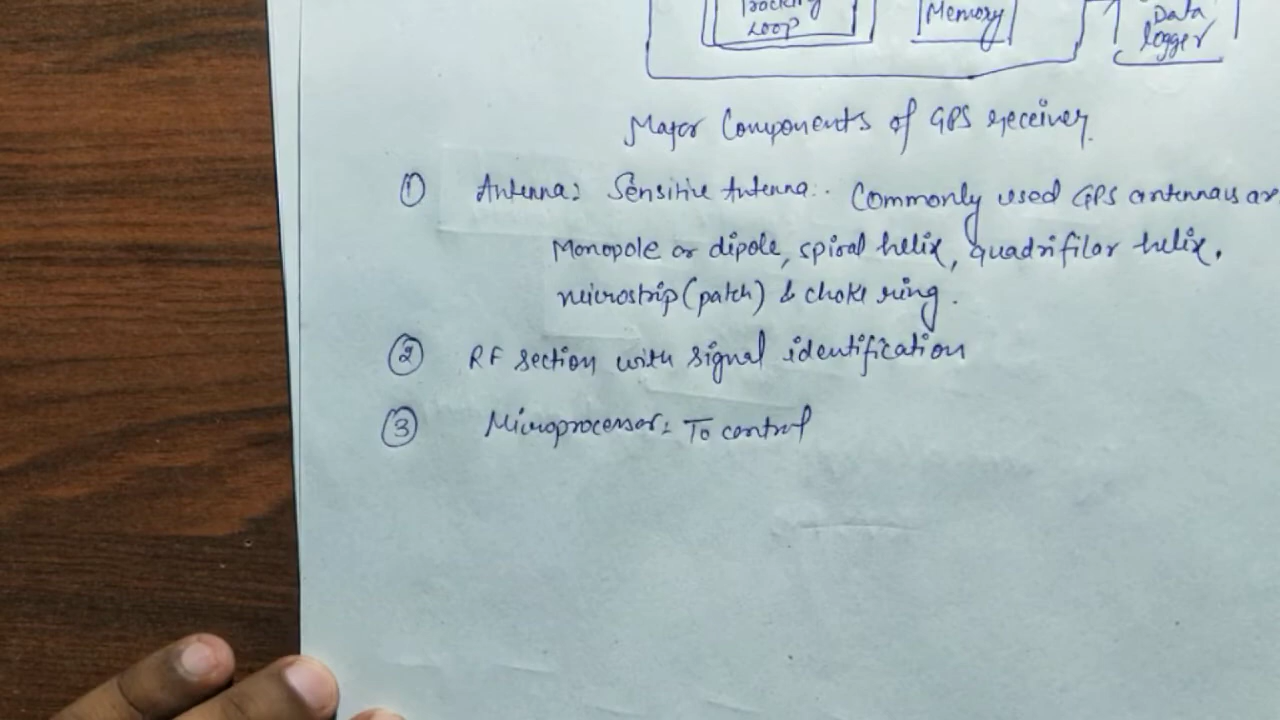 Tracking
Loop
Memory
Data
logger
Major Components of GPS receiver.
① Antenna: Sensitive Antenna.. Commonly used GPS antennas ar
Monopole or dipole, spiral helix, quadrifilar helix.
microstrip (patch) & choke ring.
② RF section with signal identification
③ Microprocessor: To control